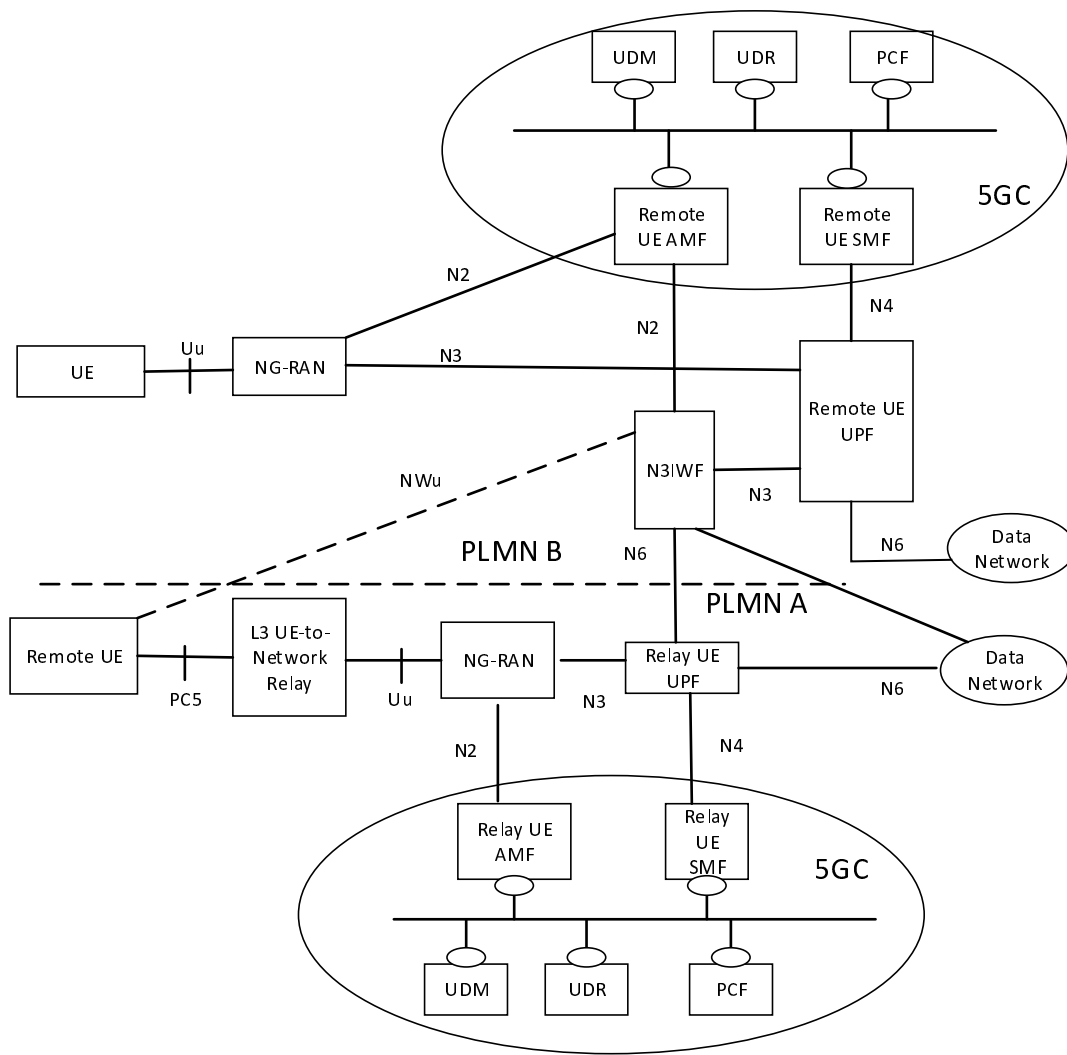 UDM
UDR
PCF
5GC
Remote
UE AMF
Remote
UE SMF
N2
N4
N2
Uu
UE
NG-RAN
N3
Remote UE
UPF
N3IWF
NWu
N3
Data
Network
N6
PLMN B
N6
PLMN A
Remote UE
L3 UE-to-
Network
Relay
NG-RAN
Relay UE
UPF
Data
Network
PC5
Uu
N3
N6
N2
N4
Relay UE
AMF
Relay
UE
SMF
5GC
UDM
UDR
PCF